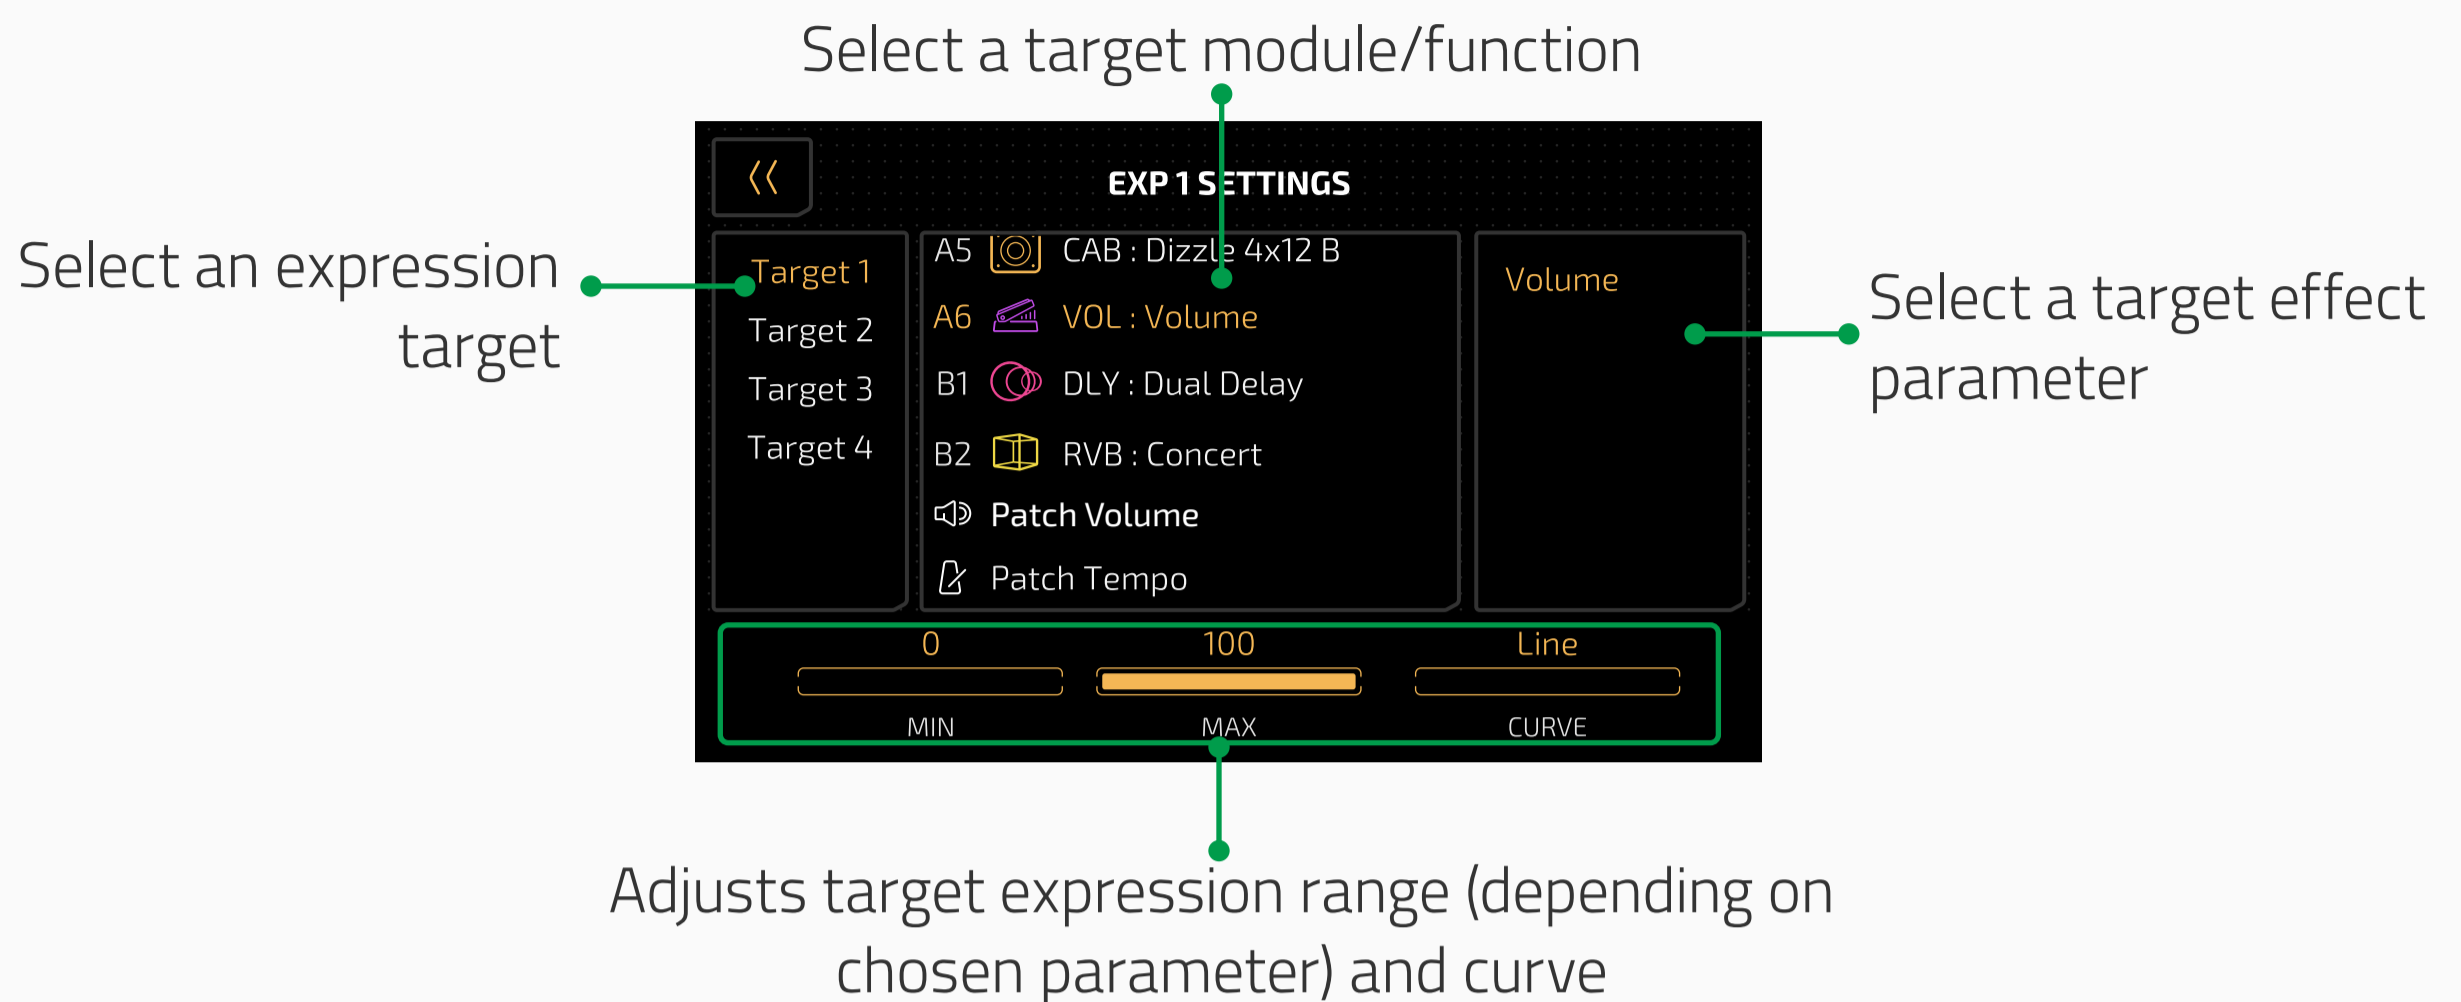 Select a target module/function
EXP 1 SETTINGS
Select an expression
target
Target 1
Target 2
Target 3
Target 4
A5 CAB : Dizzle 4x12 B
A6 VOL : Volume
B1 DLY : Dual Delay
B2 RVB : Concert
Patch Volume
Patch Tempo
Volume
Select a target effect
parameter
0 100 Line
MIN MAX CURVE
Adjusts target expression range (depending on
chosen parameter) and curve